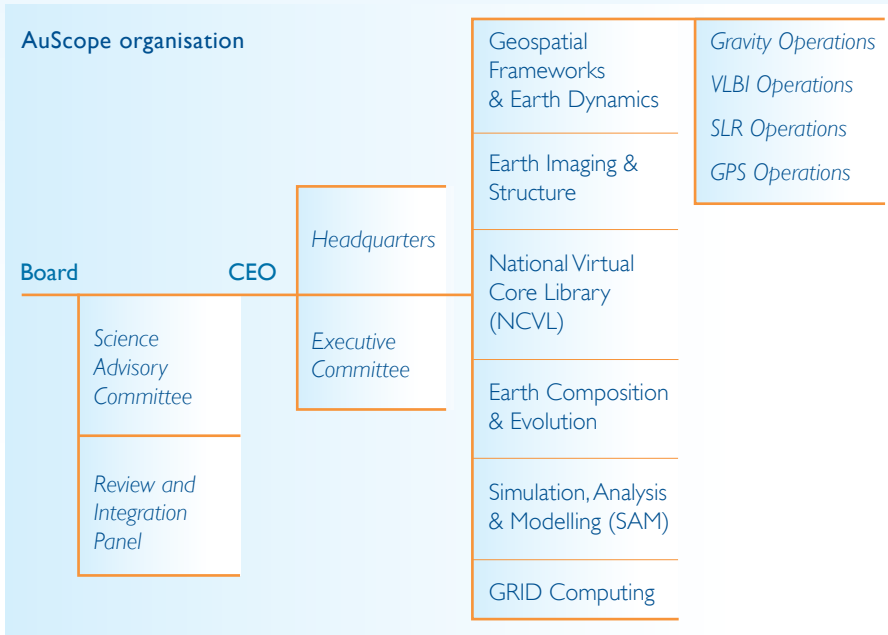 AuScope organisation
Board
CEO
Science
Advisory
Committee
Review and
Integration
Panel
Headquarters
Executive
Committee
Geospatial
Frameworks
& Earth Dynamics
Earth Imaging &
Structure
National Virtual
Core Library
(NCVL)
Earth Composition
& Evolution
Simulation, Analysis
& Modelling (SAM)
GRID Computing
Gravity Operations
VLBI Operations
SLR Operations
GPS Operations